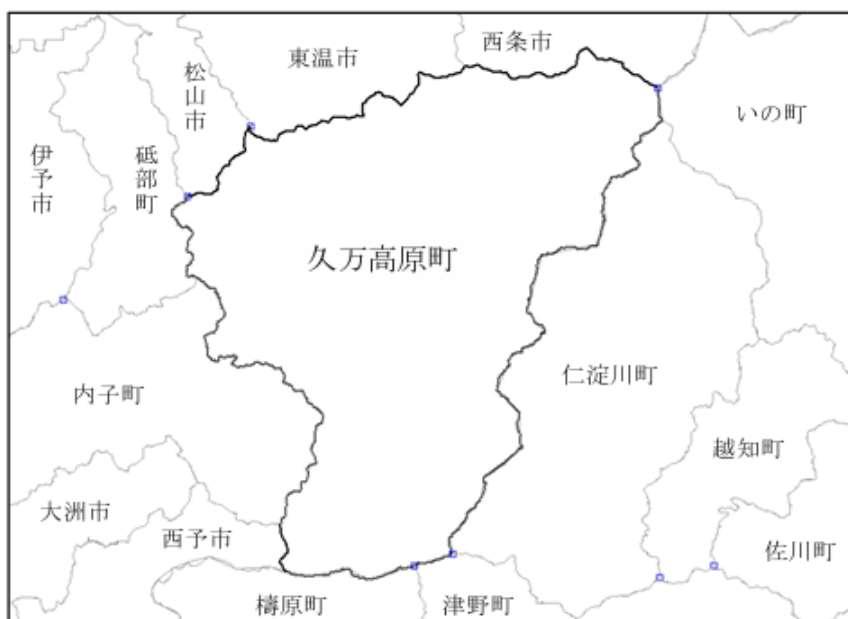 東温市
西条市
松山市
いの町
伊予市
砥部町
久万高原町
内子町
仁淀川町
越知町
大洲市
西予市
佐川町
檮原町
津野町